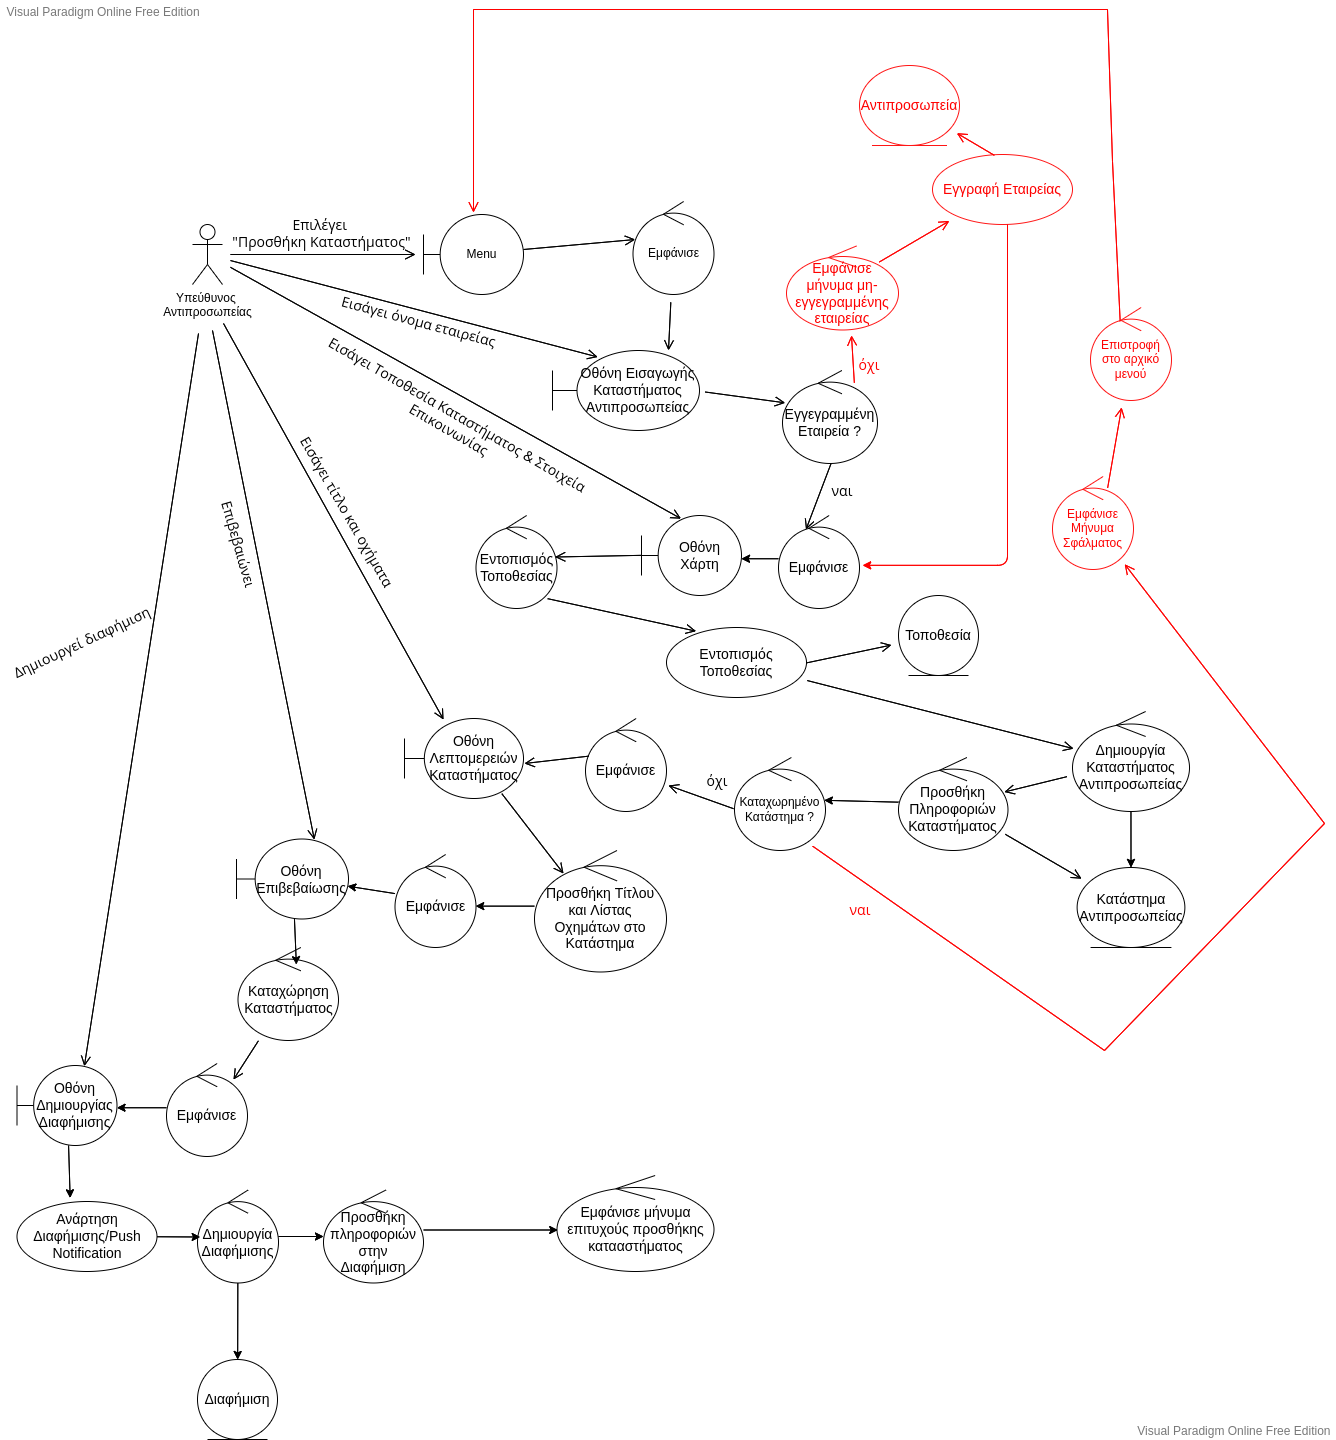 Visual Paradigm Online Free Edition
Αντιπροσωπεία
Εγγραφή Εταιρείας
Επιλέγει
"Προσθήκη Καταστήματος"
Menu
Εμφάνισε
Εμφάνισε
μήνυμα μη-
εγγεγραμμένης
εταιρείας
Υπεύθυνος
Αντιπροσωπείας
Εισάγει όνομα εταιρείας
Εισάγει Τοποθεσία Καταστήματος & Στοιχεία
Επικοινωνίας
Οθόνη Εισαγωγής
Καταστήματος
Αντιπροσωπείας
όχι
Επιστροφή
στο αρχικό
μενού
Εγγεγραμμένη
Εταιρεία ?
ναι
Εισάγει τίτλο και οχήματα
Επιβεβαιώνει
Δημιουργεί διαφήμιση
Εμφάνισε
Μήνυμα
Σφάλματος
Εντοπισμός
Τοποθεσίας
Οθόνη
Χάρτη
Εμφάνισε
Εντοπισμός
Τοποθεσίας
Τοποθεσία
Οθόνη
Λεπτομερειών
Καταστήματος
Εμφάνισε
όχι
Καταχωρημένο
Κατάστημα ?
Προσθήκη
Πληροφοριών
Καταστήματος
Δημιουργία
Καταστήματος
Αντιπροσωπείας
Οθόνη
Επιβεβαίωσης
Εμφάνισε
Προσθήκη Τίτλου
και Λίστας
Οχημάτων στο
Κατάστημα
ναι
Κατάστημα
Αντιπροσωπείας
Καταχώρηση
Καταστήματος
Οθόνη
Δημιουργίας
Διαφήμισης
Εμφάνισε
Ανάρτηση
Διαφήμισης/Push
Notification
Δημιουργία
Διαφήμισης
Προσθήκη
πληροφοριών
στην
Διαφήμιση
Εμφάνισε μήνυμα
επιτυχούς προσθήκης
κατααστήματος
Διαφήμιση
Visual Paradigm Online Free Edition